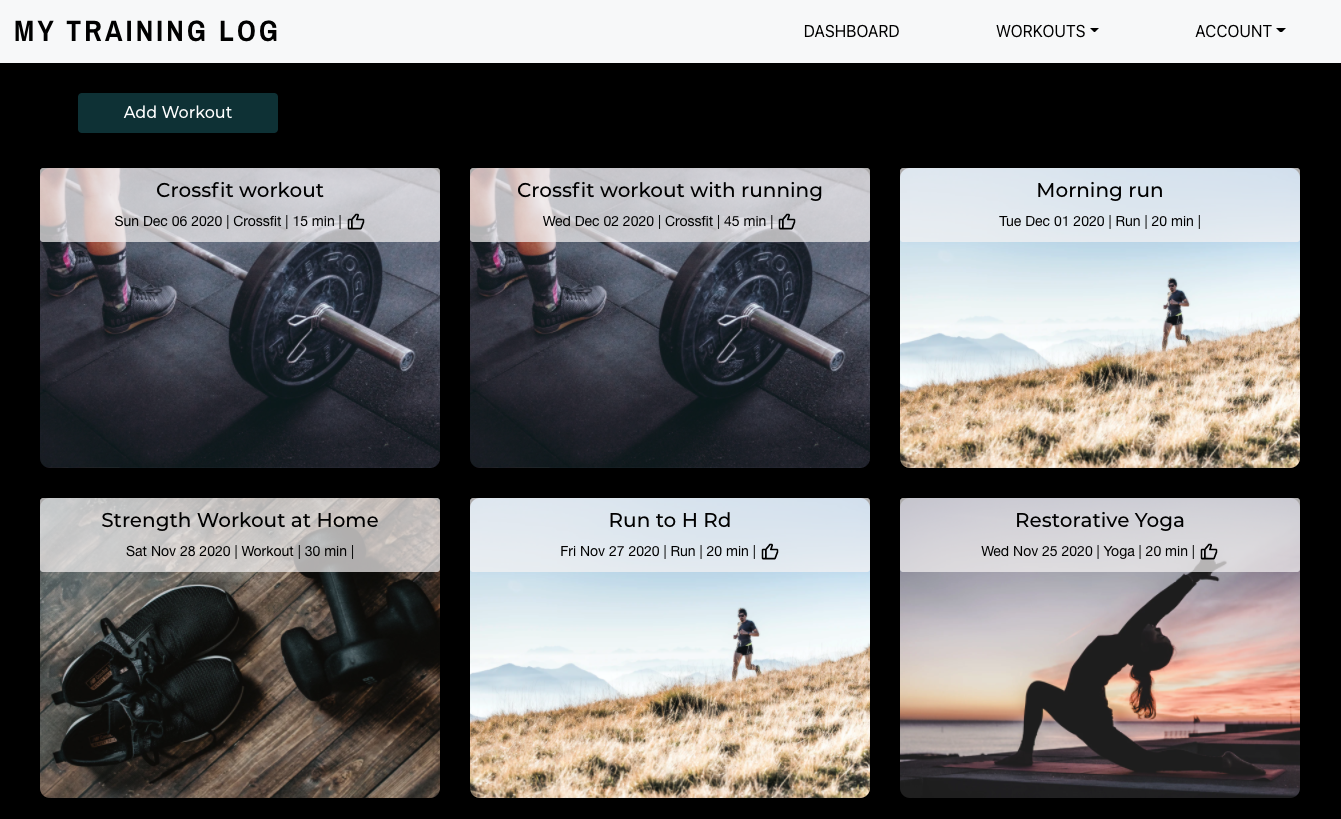 MY TRAINING LOG
DASHBOARD
WORKOUTS
ACCOUNT
Add Workout
Crossfit workout
Sun Dec 06 2020 | Crossfit | 15 min |
Crossfit workout with running
Wed Dec 02 2020 | Crossfit | 45 min |
Morning run
Tue Dec 01 2020 | Run | 20 min |
Strength Workout at Home
Sat Nov 28 2020 | Workout | 30 min |
Run to H Rd
Fri Nov 27 2020 | Run | 20 min |
Restorative Yoga
Wed Nov 25 2020 | Yoga | 20 min |